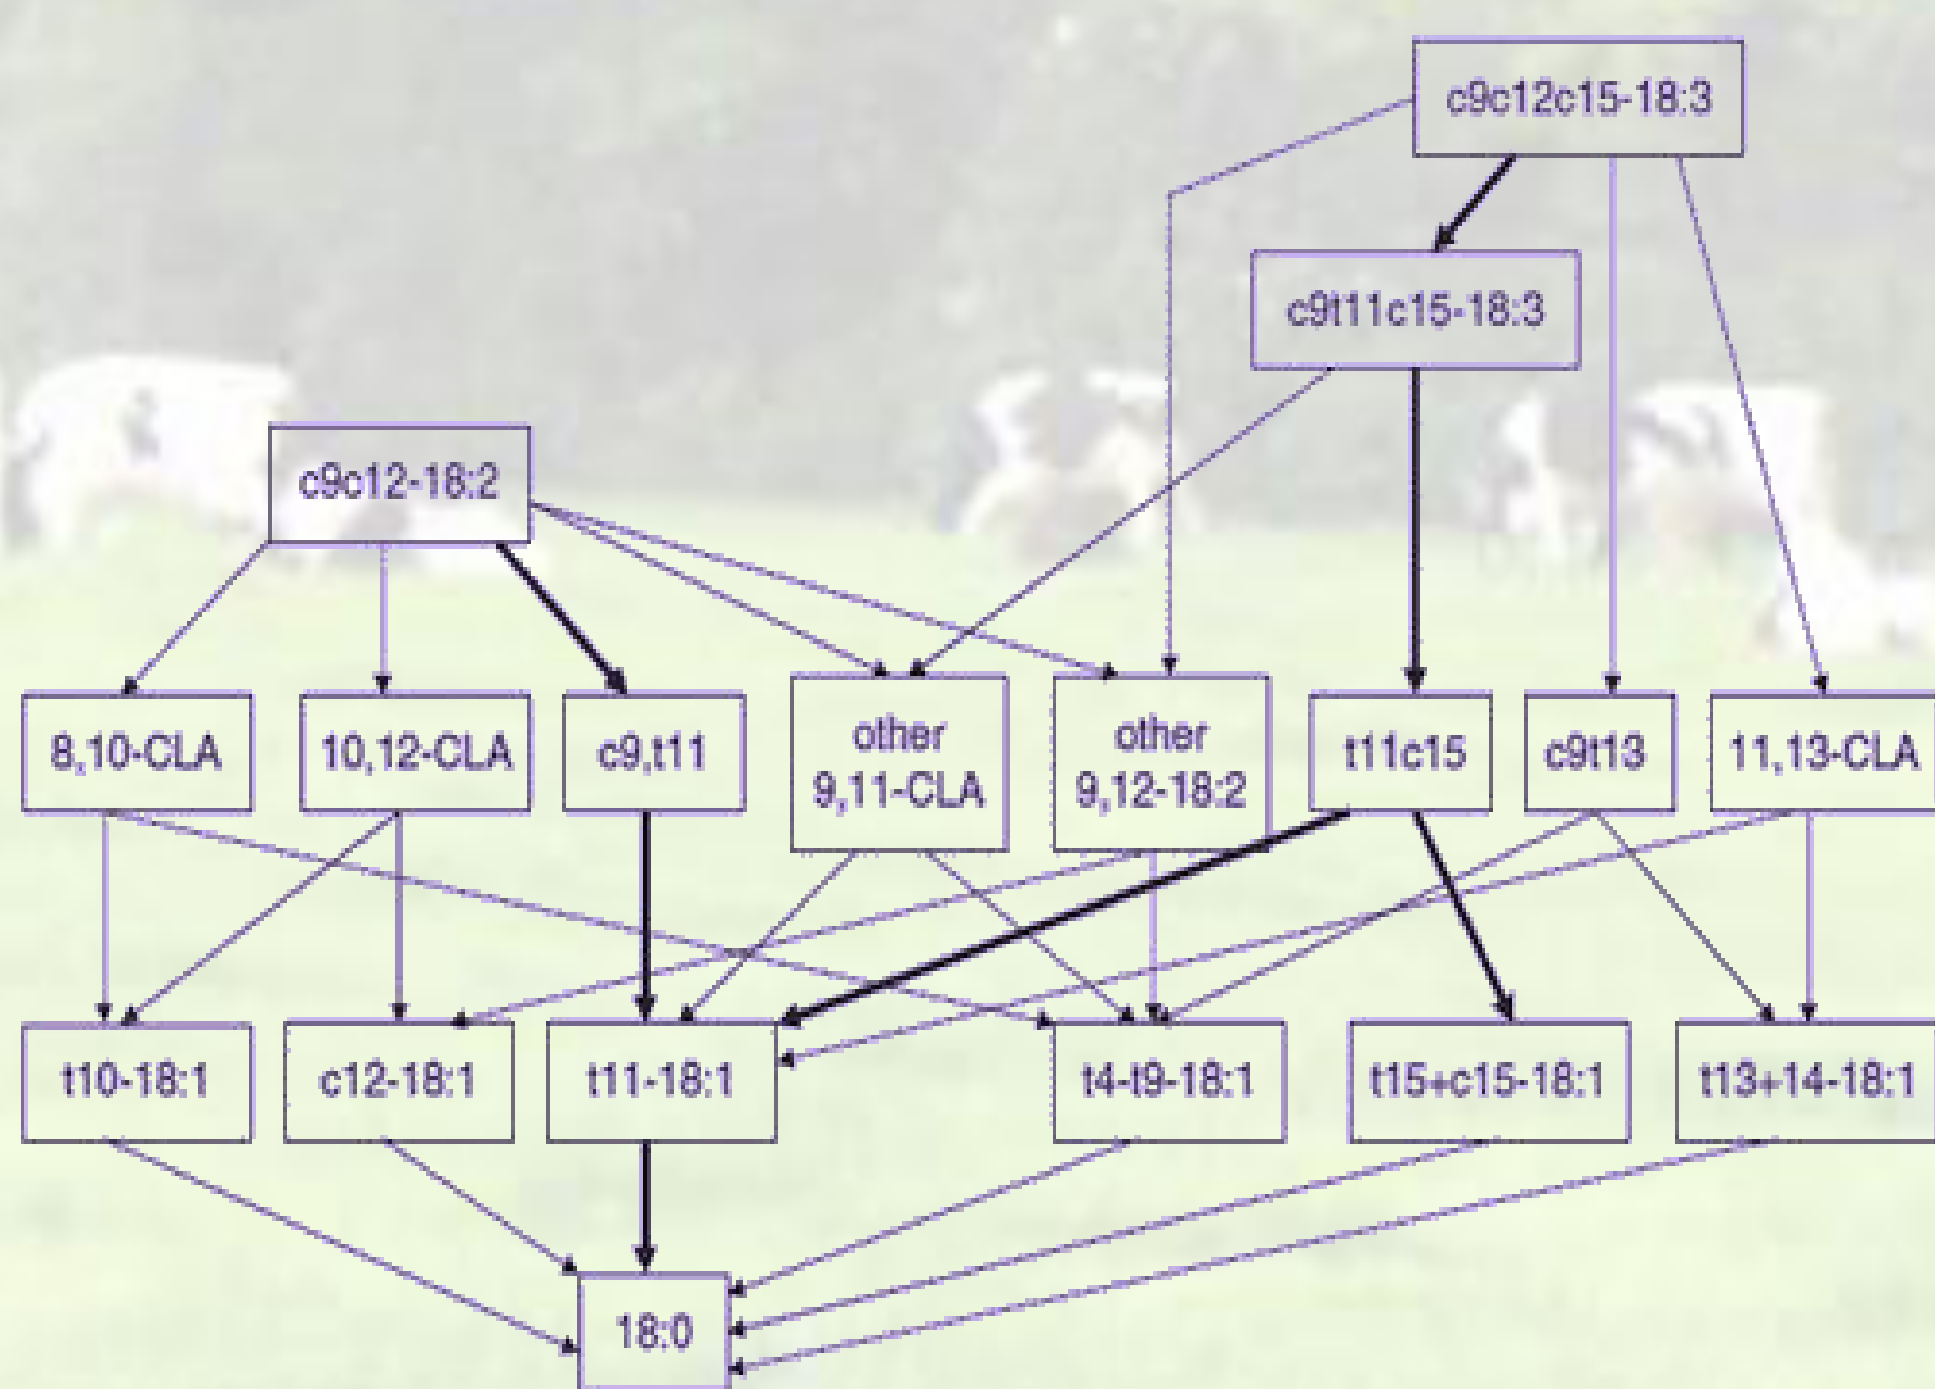 c9c12c15-18:3
c9t11c15-18:3
c9c12-18:2
8,10-CLA
10,12-CLA
c9,t11
other
9,11-CLA
other
9,12-18:2
t11c15
c9t13
11,13-CLA
t10-18:1
c12-18:1
t11-18:1
t4-t9-18:1
t15+c15-18:1
t13+14-18:1
18:0